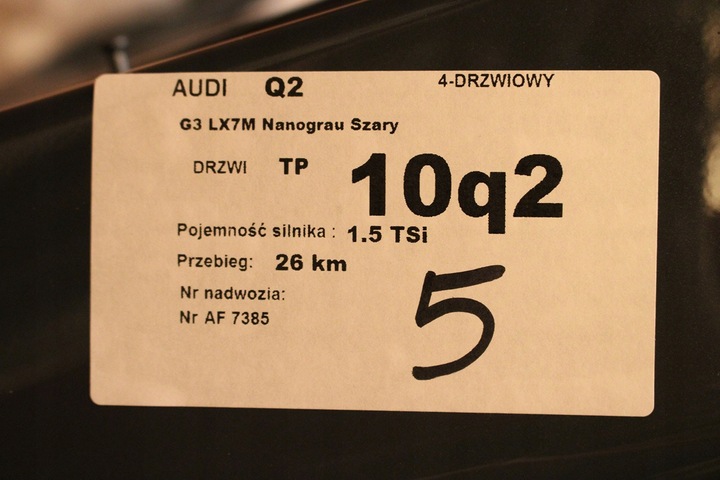 AUDI Q2 4-DRZWIOWY
G3 LX7M Nanograu Szary
DRZWI TP 10q2
Pojemność silnika : 1.5 TSi
Przebieg: 26 km
Nr nadwozia:
Nr AF 7385
5